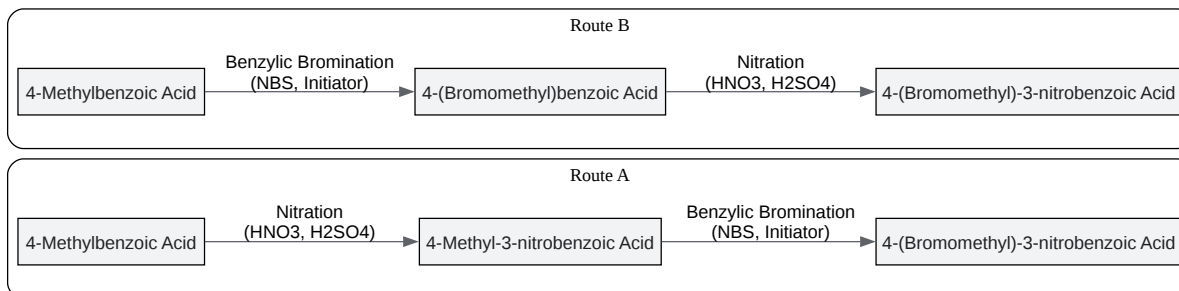 Route B
4-Methylbenzoic Acid
Benzylic Bromination
(NBS, Initiator)
4-(Bromomethyl)benzoic Acid
Nitration
(HNO3, H2SO4)
4-(Bromomethyl)-3-nitrobenzoic Acid
Route A
4-Methylbenzoic Acid
Nitration
(HNO3, H2SO4)
4-Methyl-3-nitrobenzoic Acid
Benzylic Bromination
(NBS, Initiator)
4-(Bromomethyl)-3-nitrobenzoic Acid